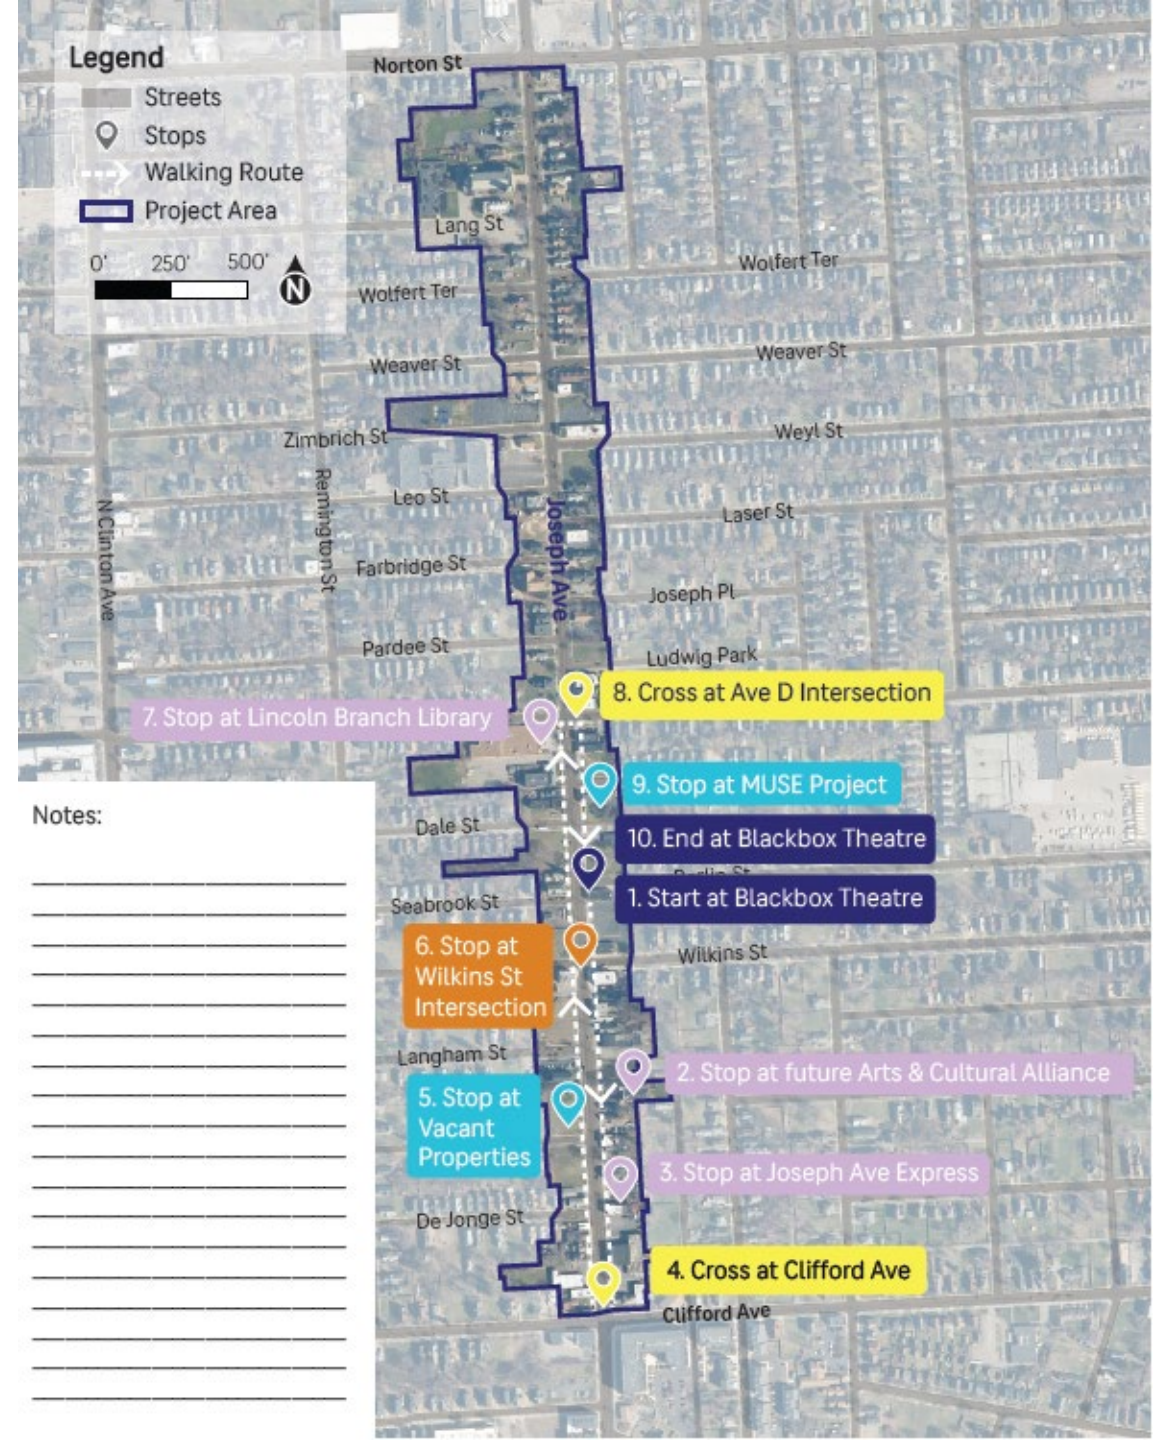 Legend
Streets
Stops
Walking Route
Project Area
0' 250' 500'
N
Norton St
Lang St
Wolfert Ter
Wolfert Ter
Weaver St
Weaver St
Zimbrich St
Weyl St
Remington St
N Clinton Ave
Leo St
Laser St
Joseph Ave
Farbridge St
Joseph Pl
Pardee St
Ludwig Park
8. Cross at Ave D Intersection
7. Stop at Lincoln Branch Library
9. Stop at MUSE Project
Notes:
Dale St
10. End at Blackbox Theatre
1. Start at Blackbox Theatre
Seabrook St
6. Stop at
Wilkins St
Intersection
Wilkins St
Langham St
2. Stop at future Arts & Cultural Alliance
5. Stop at
Vacant
Properties
3. Stop at Joseph Ave Express
De Jonge St
4. Cross at Clifford Ave
Clifford Ave